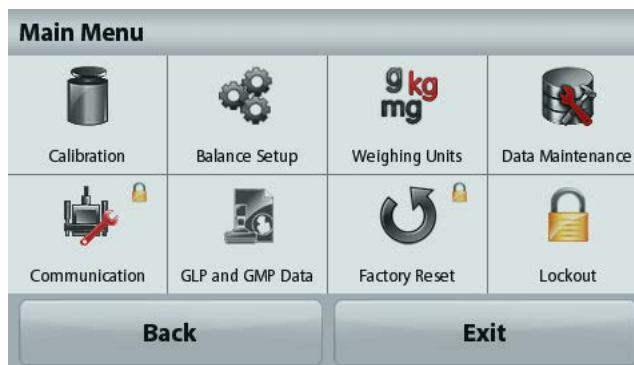 Main Menu
g kg
mg
Calibration
Balance Setup
Weighing Units
Data Maintenance
Communication
GLP and GMP Data
Factory Reset
Lockout
Back
Exit